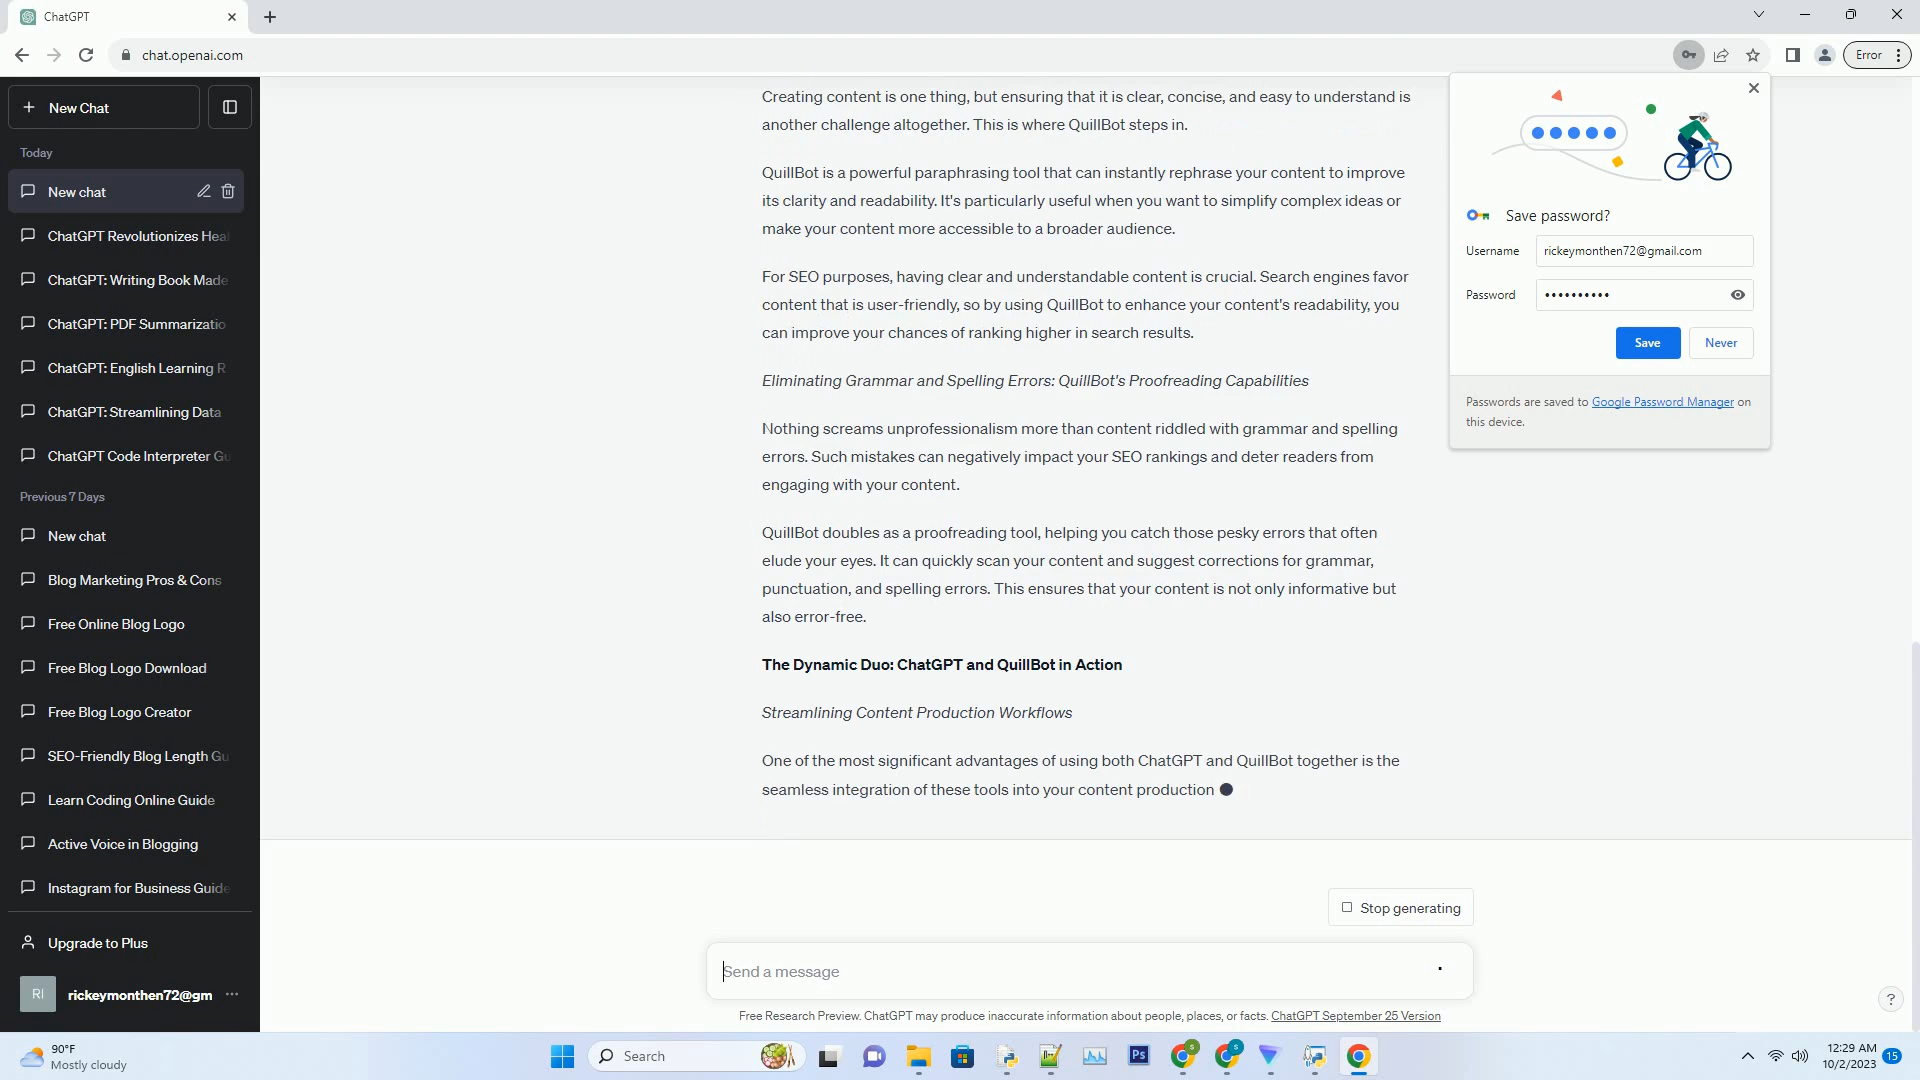 ChatGPT
chat.openai.com
Error
New Chat
Today
New chat
ChatGPT Revolutionizes Hea
ChatGPT: Writing Book Made
ChatGPT: PDF Summarizatio
ChatGPT: English Learning R
ChatGPT: Streamlining Data
ChatGPT Code Interpreter Gu
Previous 7 Days
New chat
Blog Marketing Pros & Cons
Free Online Blog Logo
Free Blog Logo Download
Free Blog Logo Creator
SEO-Friendly Blog Length Gu
Learn Coding Online Guide
Active Voice in Blogging
Instagram for Business Guide
Upgrade to Plus
RI
rickeymonthen72@gm
Creating content is one thing, but ensuring that it is clear, concise, and easy to understand is
another challenge altogether. This is where QuillBot steps in.
QuillBot is a powerful paraphrasing tool that can instantly rephrase your content to improve
its clarity and readability. It's particularly useful when you want to simplify complex ideas or
make your content more accessible to a broader audience.
For SEO purposes, having clear and understandable content is crucial. Search engines favor
content that is user-friendly, so by using QuillBot to enhance your content's readability, you
can improve your chances of ranking higher in search results.
Eliminating Grammar and Spelling Errors: QuillBot's Proofreading Capabilities
Nothing screams unprofessionalism more than content riddled with grammar and spelling
errors. Such mistakes can negatively impact your SEO rankings and deter readers from
engaging with your content.
QuillBot doubles as a proofreading tool, helping you catch those pesky errors that often
elude your eyes. It can quickly scan your content and suggest corrections for grammar,
punctuation, and spelling errors. This ensures that your content is not only informative but
also error-free.
The Dynamic Duo: ChatGPT and QuillBot in Action
Streamlining Content Production Workflows
One of the most significant advantages of using both ChatGPT and QuillBot together is the
seamless integration of these tools into your content production
Stop generating
Send a message
Free Research Preview. ChatGPT may produce inaccurate information about people, places, or facts. ChatGPT September 25 Version
?
Save password?
Username rickeymonthen72@gmail.com
Password ••••••••••
Save Never
Passwords are saved to Google Password Manager on
this device.
90°F
Mostly cloudy
Search
Ps
S
S
12:29 AM
10/2/2023
15